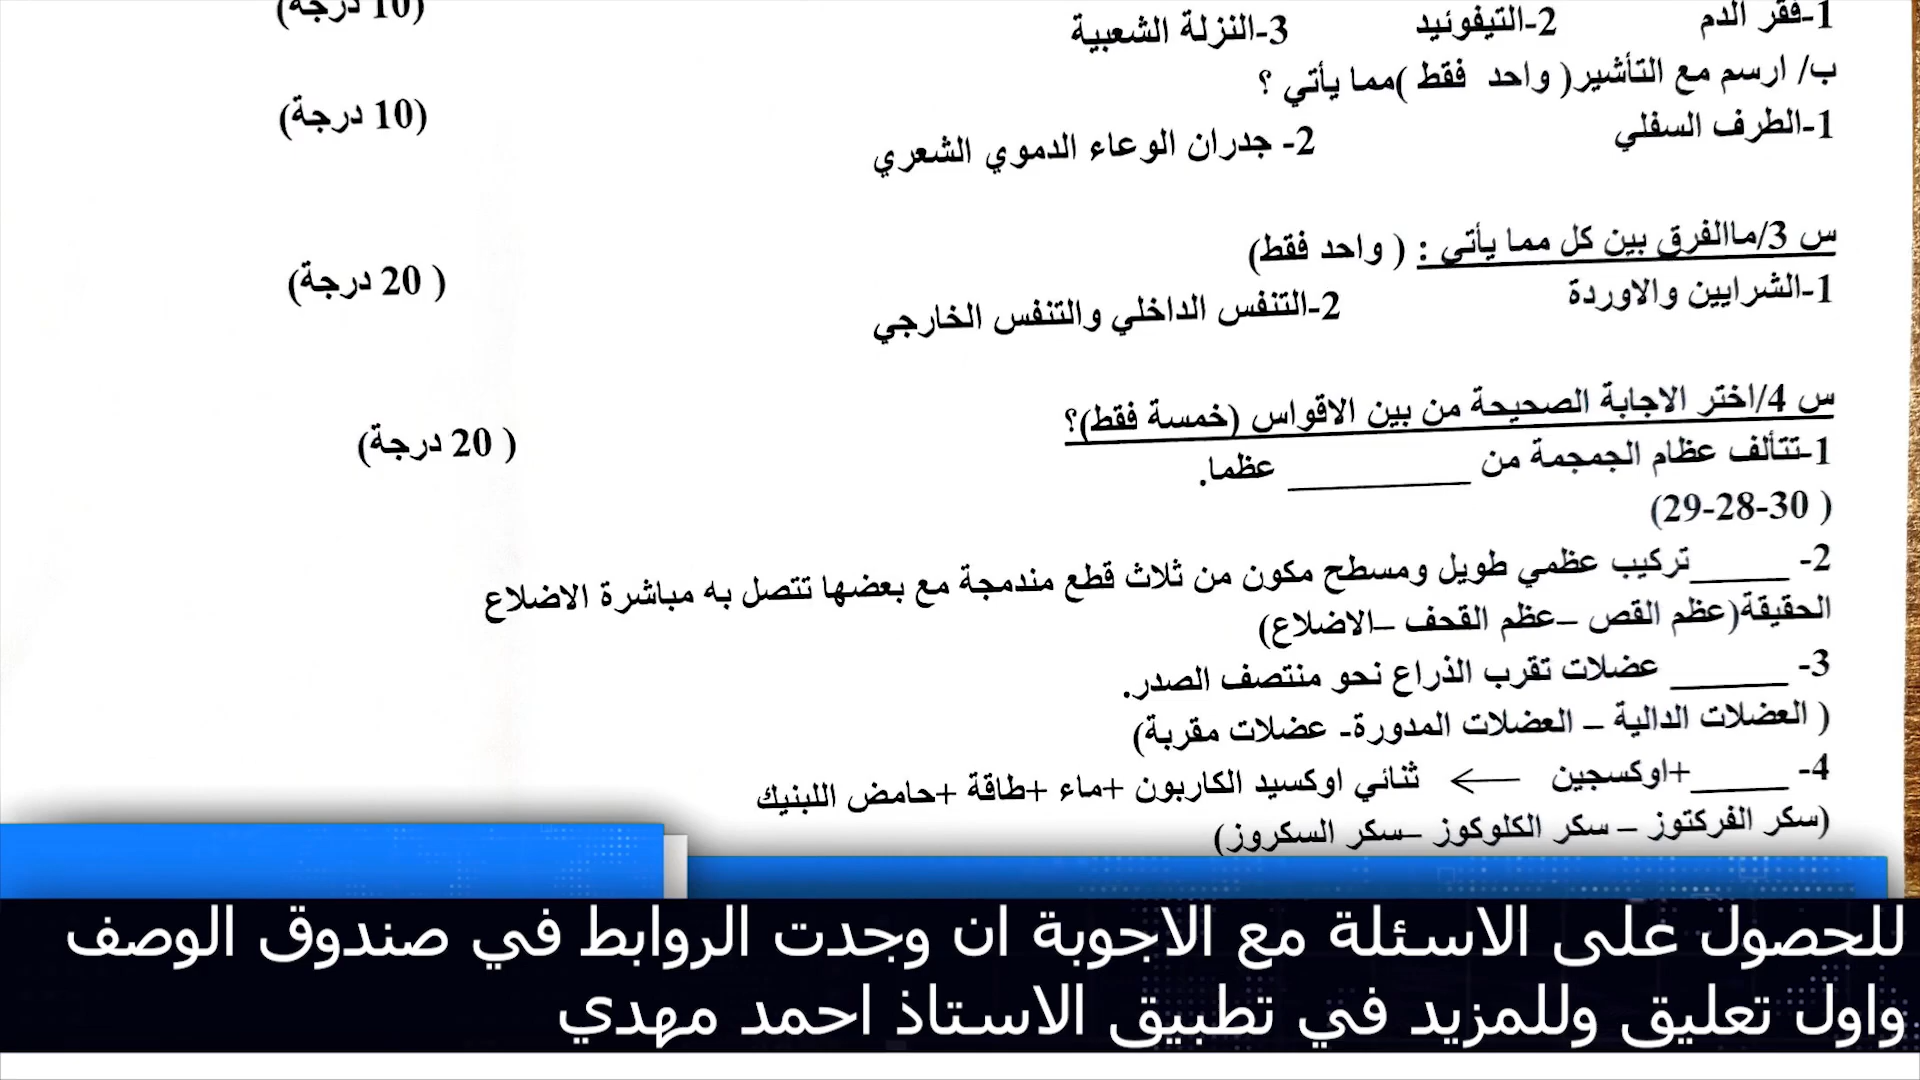 1-فقر الدم 2-التيفوئيد 3-النزلة الشعبية (10 درجة)
ب/ ارسم مع التأشير( واحد فقط )مما يأتي ؟ (10 درجة)
1-الطرف السفلي 2- جدران الوعاء الدموي الشعري
س 3/ماالفرق بين كل مما يأتي : ( واحد فقط) ( 20 درجة)
1-الشرايين والاوردة 2-التنفس الداخلي والتنفس الخارجي
س 4/اختر الاجابة الصحيحة من بين الاقواس (خمسة فقط)؟ ( 20 درجة)
1-تتألف عظام الجمجمة من __________ عظما.
( 30-28-29)
2- ______تركيب عظمي طويل ومسطح مكون من ثلاث قطع مندمجة مع بعضها تتصل به مباشرة الاضلاع
الحقيقة(عظم القص –عظم القحف –الاضلاع)
3- _______ عضلات تقرب الذراع نحو منتصف الصدر.
( العضلات الدالية – العضلات المدورة- عضلات مقربة)
4- ______+اوكسجين ← ثنائي اوكسيد الكاربون +ماء +طاقة +حامض اللبنيك
(سكر الفركتوز – سكر الكلوكوز –سكر السكروز)
للحصول على الاسئلة مع الاجوبة ان وجدت الروابط في صندوق الوصف
واول تعليق وللمزيد في تطبيق الاستاذ احمد مهدي